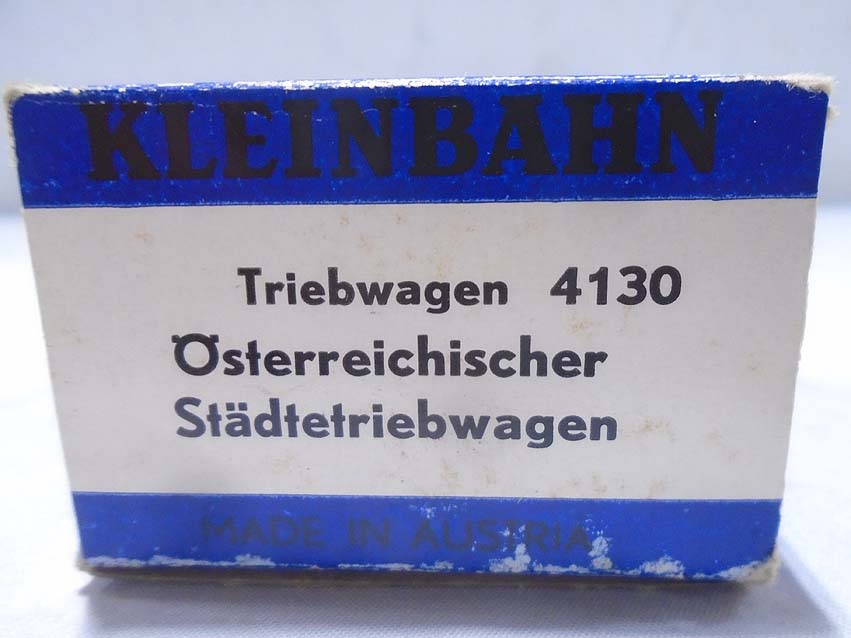 KLEINBAHN
Triebwagen 4130
Österreichischer
Städtetriebwagen
MADE IN AUSTRIA